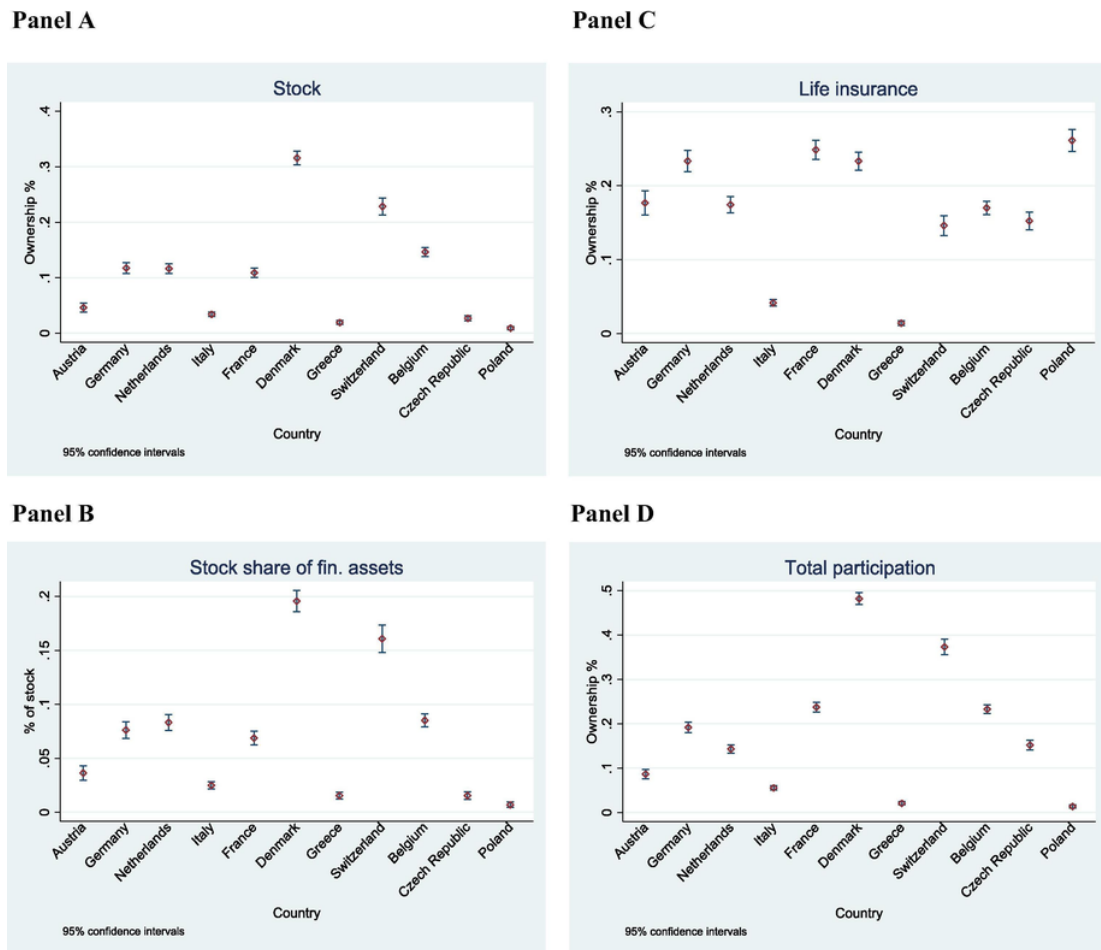 Panel A
Stock
Ownership %
.4
.3
.2
.1
0
Austria
Germany
Netherlands
Italy
France
Denmark
Greece
Switzerland
Belgium
Czech Republic
Poland
Country
95% confidence intervals
Panel C
Life insurance
Ownership %
.3
.2
.1
0
Austria
Germany
Netherlands
Italy
France
Denmark
Greece
Switzerland
Belgium
Czech Republic
Poland
Country
95% confidence intervals
Panel B
Stock share of fin. assets
% of stock
.2
.15
.1
.05
0
Austria
Germany
Netherlands
Italy
France
Denmark
Greece
Switzerland
Belgium
Czech Republic
Poland
Country
95% confidence intervals
Panel D
Total participation
Ownership %
.5
.4
.3
.2
.1
0
Austria
Germany
Netherlands
Italy
France
Denmark
Greece
Switzerland
Belgium
Czech Republic
Poland
Country
95% confidence intervals